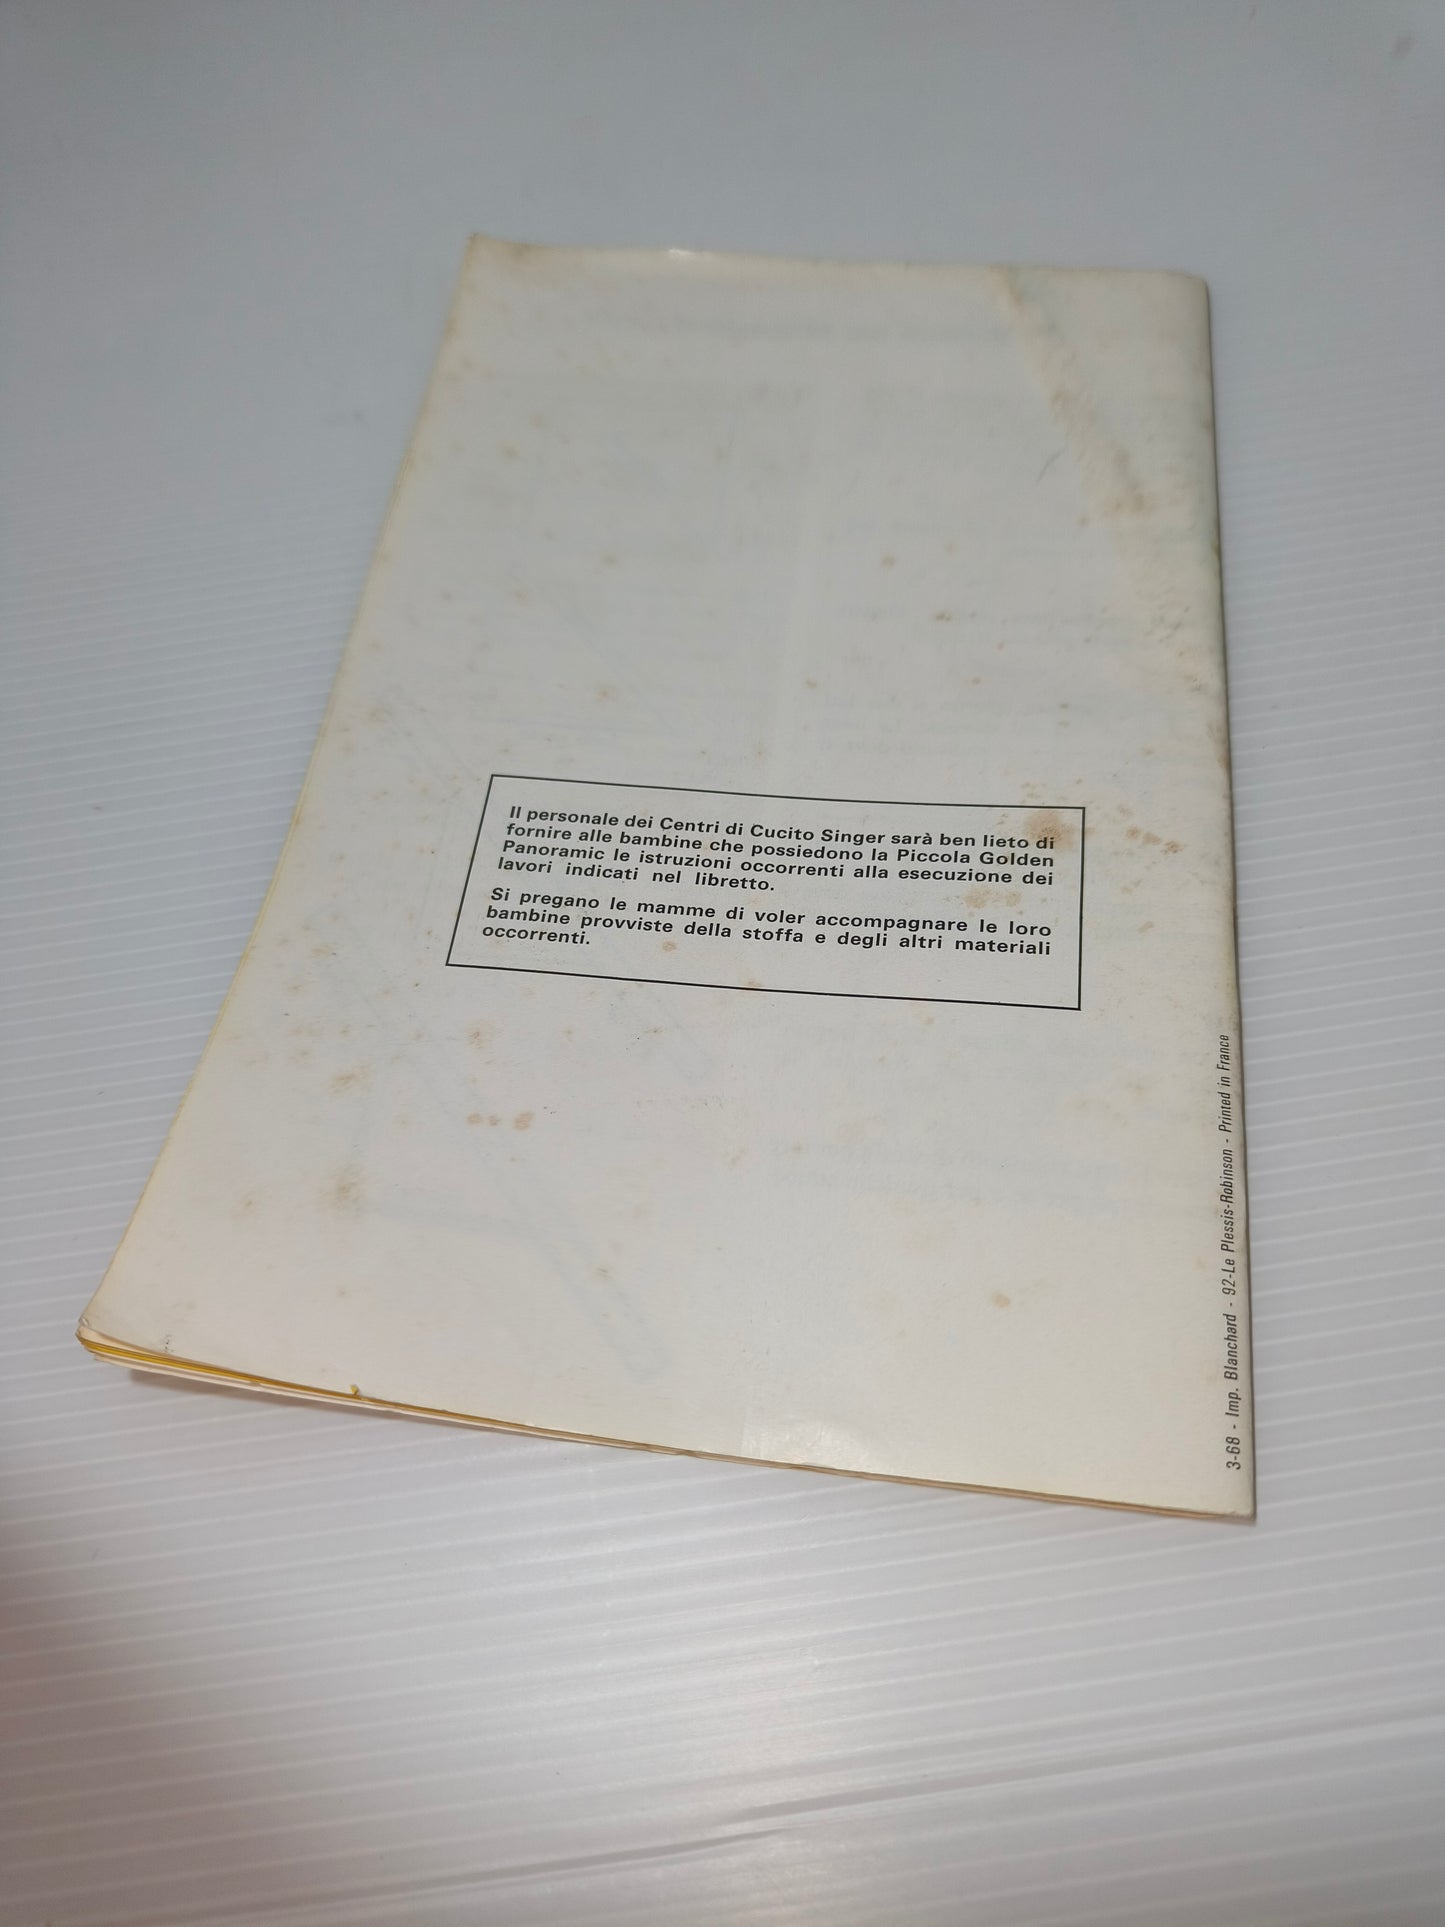 Il personale dei Centri di Cucito Singer sarà ben lieto di
fornire alle bambine che possiedono la Piccola Golden
Panoramic le istruzioni occorrenti alla esecuzione dei
lavori indicati nel libretto.
Si pregano le mamme di voler accompagnare le loro
bambine provviste della stoffa e degli altri materiali
occorrenti.
3-68 - Imp. Blanchard - 92-Le Plessis-Robinson - Printed in France